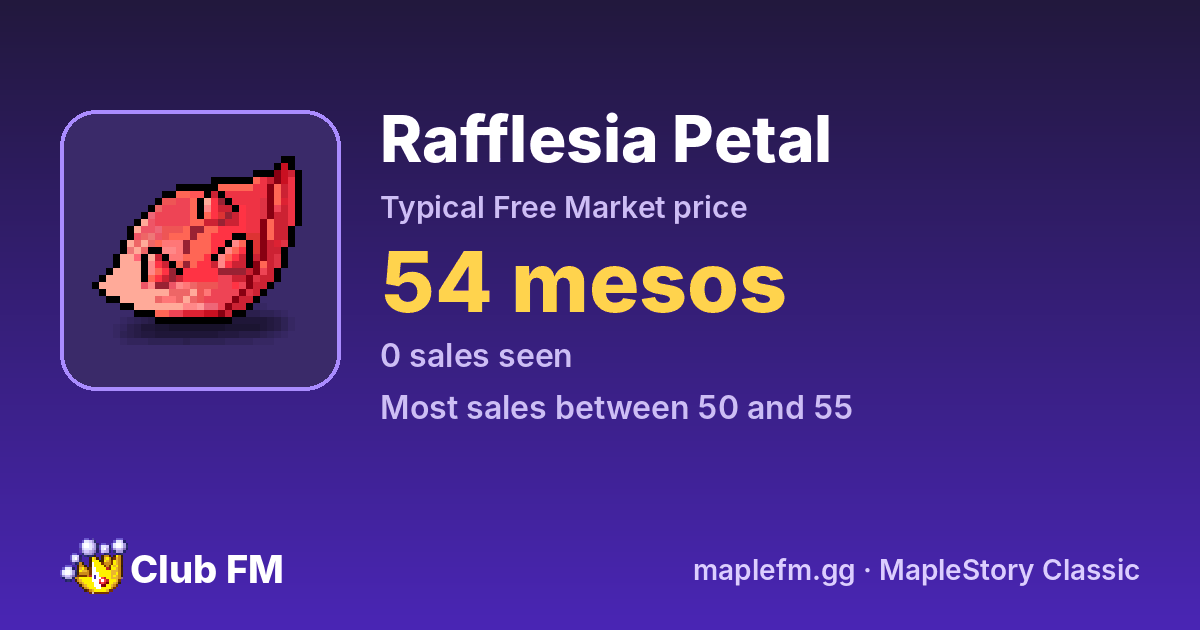 Rafflesia Petal
Typical Free Market price
54 mesos
0 sales seen
Most sales between 50 and 55
Club FM
maplefm.gg · MapleStory Classic